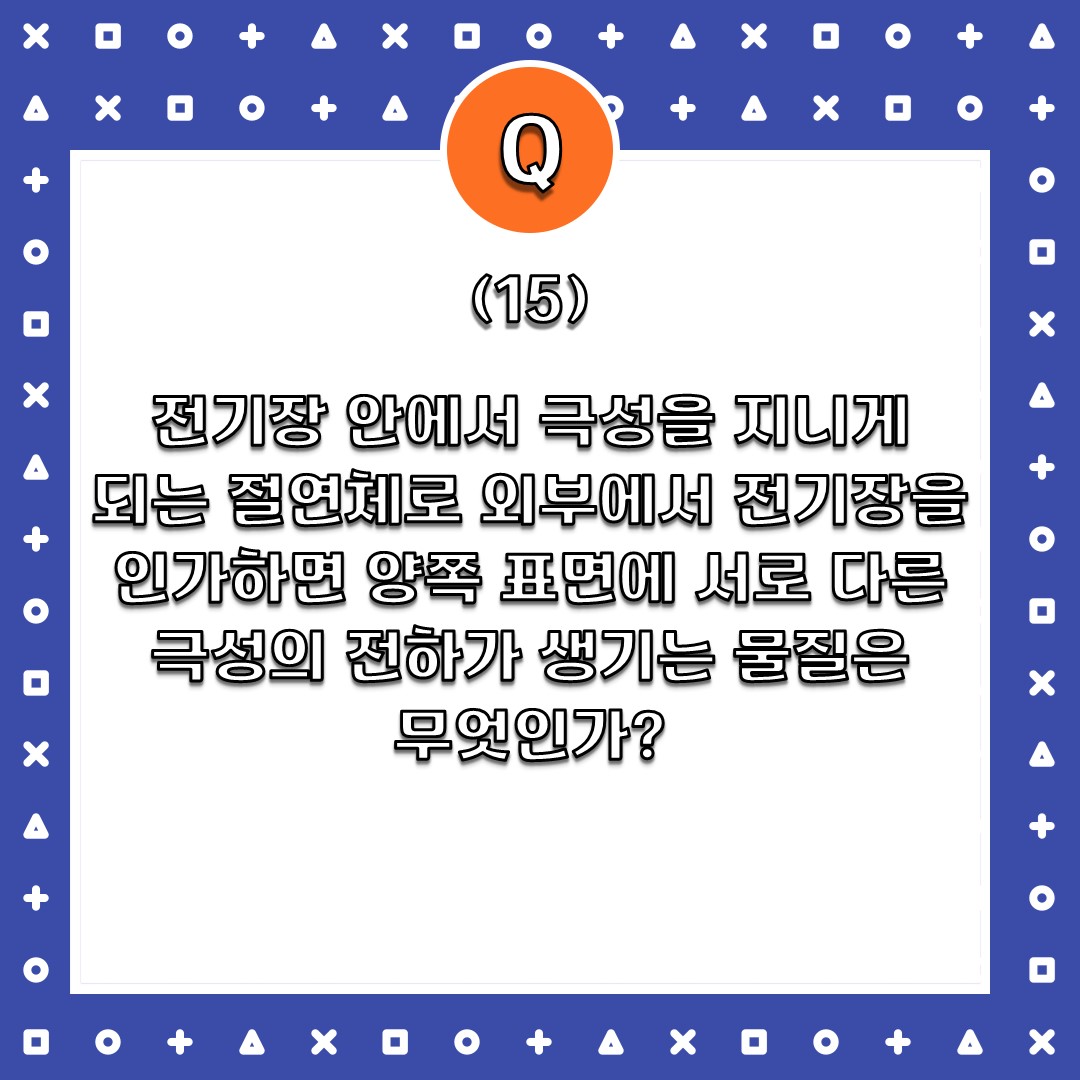 Q
(15)
전기장 안에서 극성을 지니게
되는 절연체로 외부에서 전기장을
인가하면 양쪽 표면에 서로 다른
극성의 전하가 생기는 물질은
무엇인가?